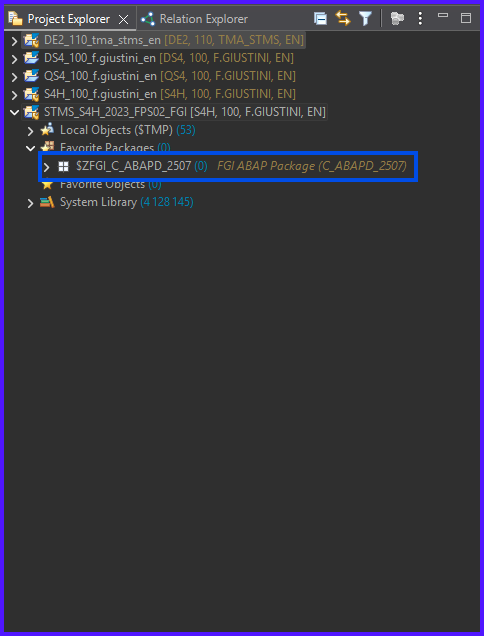 Project Explorer Relation Explorer
DE2_110_tma_stms_en [DE2, 110, TMA_STMS, EN]
DS4_100_f.giustini_en [DS4, 100, F.GIUSTINI, EN]
QS4_100_f.giustini_en [QS4, 100, F.GIUSTINI, EN]
S4H_100_f.giustini_en [S4H, 100, F.GIUSTINI, EN]
STMS_S4H_2023_FPS02_FGI [S4H, 100, F.GIUSTINI, EN]
Local Objects ($TMP) (53)
Favorite Packages (0)
$ZFGI_C_ABAPD_2507 (0) FGI ABAP Package (C_ABAPD_2507)
Favorite Objects (0)
System Library (4 128 145)